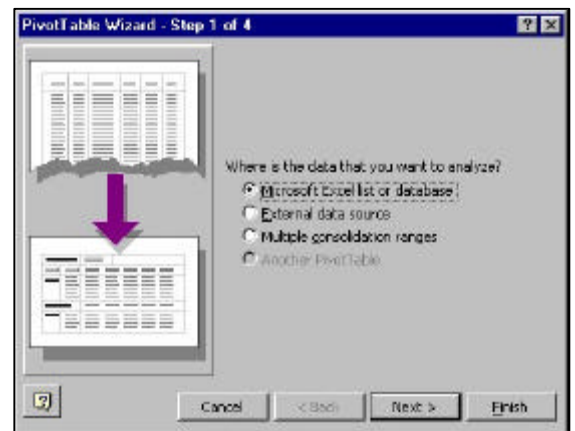 PivotTable Wizard - Step 1 of 4
Where is the data that you want to analyze?
Microsoft Excel list or database
External data source
Multiple consolidation ranges
Another PivotTable
Cancel
< Back
Next >
Finish